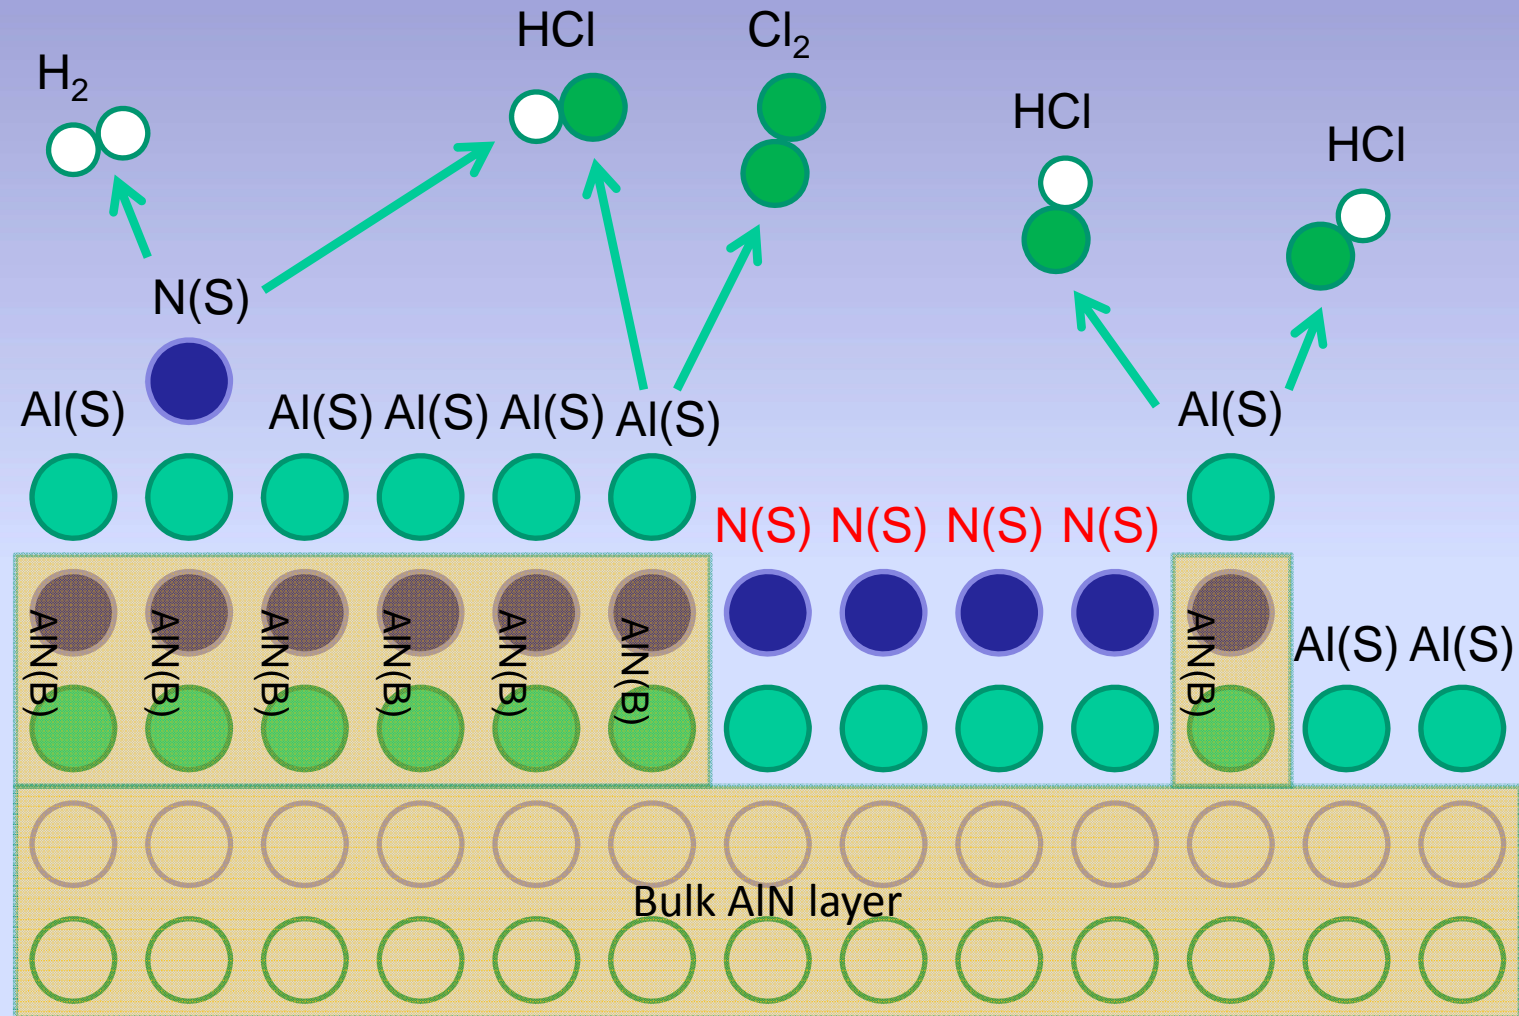 HCl
Cl₂
H₂
HCl
HCl
N(S)
Al(S)
Al(S) Al(S) Al(S) Al(S)
Al(S)
N(S) N(S) N(S) N(S)
AlN(B)
AlN(B)
AlN(B)
AlN(B)
AlN(B)
AlN(B)
AlN(B)
Al(S) Al(S)
Bulk AlN layer